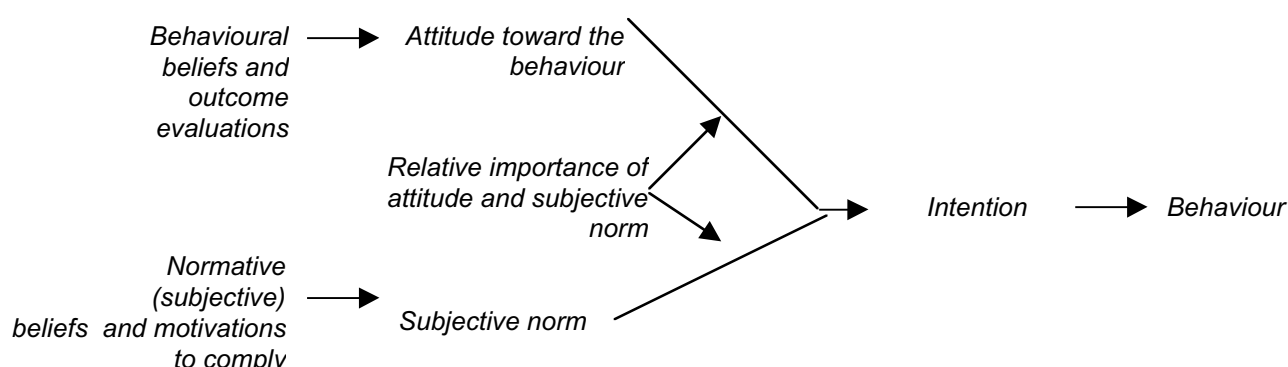 Behavioural
beliefs and
outcome
evaluations
Attitude toward the
behaviour
Relative importance of
attitude and subjective
norm
Intention
Behaviour
Normative
(subjective)
beliefs and motivations
to comply
Subjective norm